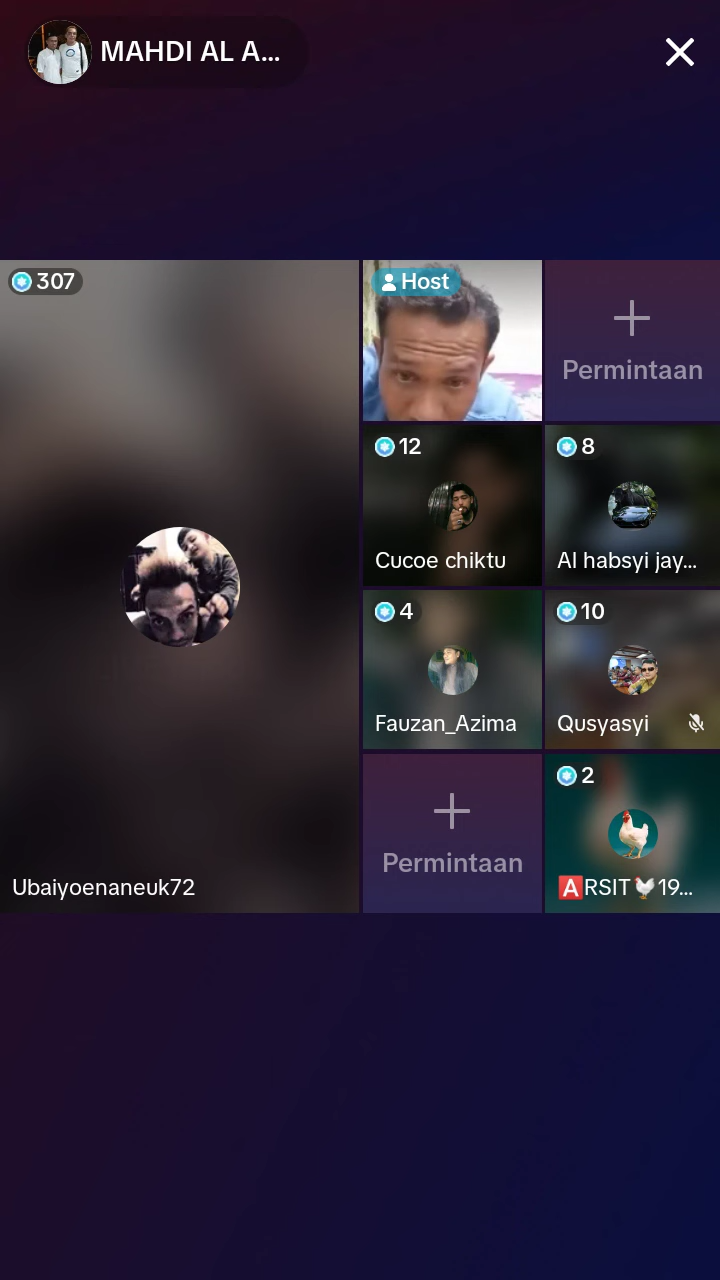 MAHDI AL A...
307
Host
Permintaan
12
Cucoe chiktu
8
Al habsyi jay...
4
Fauzan_Azima
10
Qusyasyi
Permintaan
2
🅰️RSIT🐓19...
Ubaiyoenaneuk72